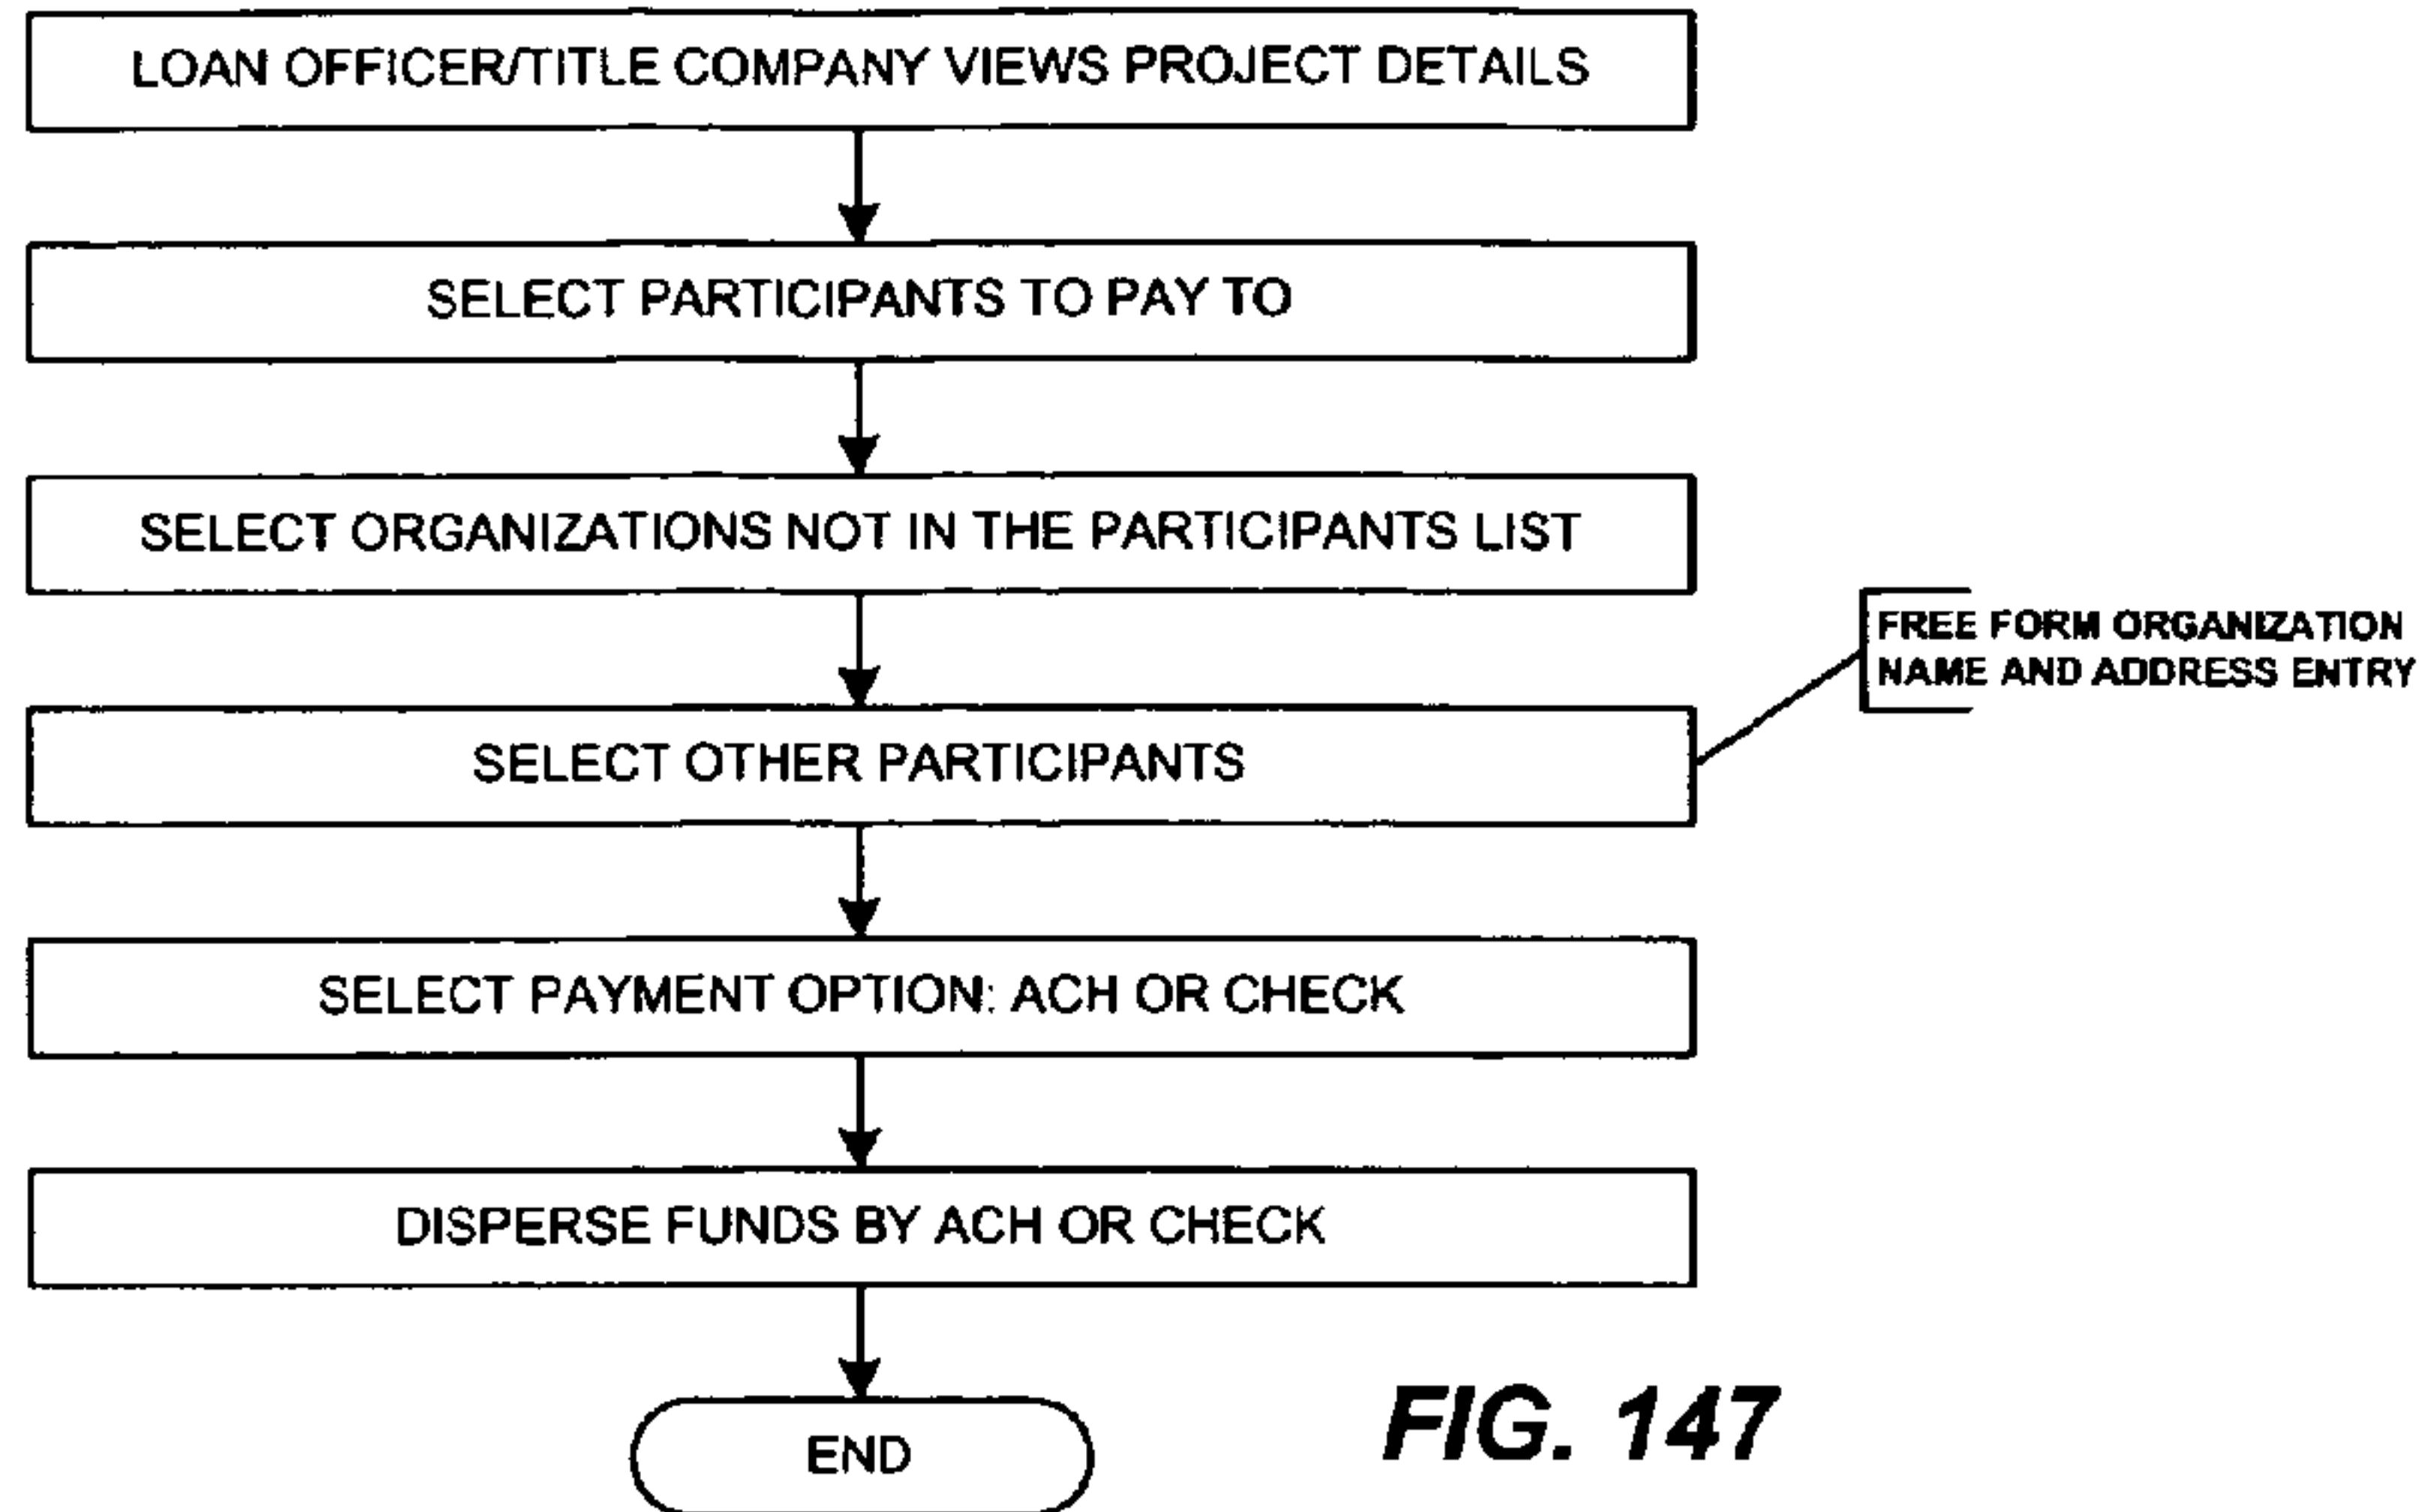 LOAN OFFICER/TITLE COMPANY VIEWS PROJECT DETAILS
SELECT PARTICIPANTS TO PAY TO
SELECT ORGANIZATIONS NOT IN THE PARTICIPANTS LIST
FREE FORM ORGANIZATION
NAME AND ADDRESS ENTRY
SELECT OTHER PARTICIPANTS
SELECT PAYMENT OPTION: ACH OR CHECK
DISPERSE FUNDS BY ACH OR CHECK
END
FIG. 147